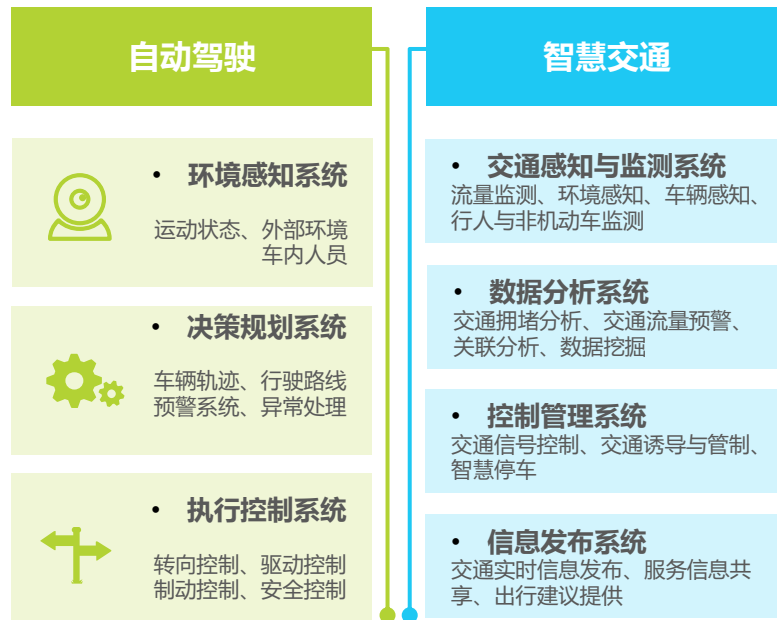 自动驾驶
• 环境感知系统
运动状态、外部环境
车内人员
• 决策规划系统
车辆轨迹、行驶路线
预警系统、异常处理
• 执行控制系统
转向控制、驱动控制
制动控制、安全控制
智慧交通
• 交通感知与监测系统
流量监测、环境感知、车辆感知、
行人与非机动车监测
• 数据分析系统
交通拥堵分析、交通流量预警、
关联分析、数据挖掘
• 控制管理系统
交通信号控制、交通诱导与管制、
智慧停车
• 信息发布系统
交通实时信息发布、服务信息共
享、出行建议提供